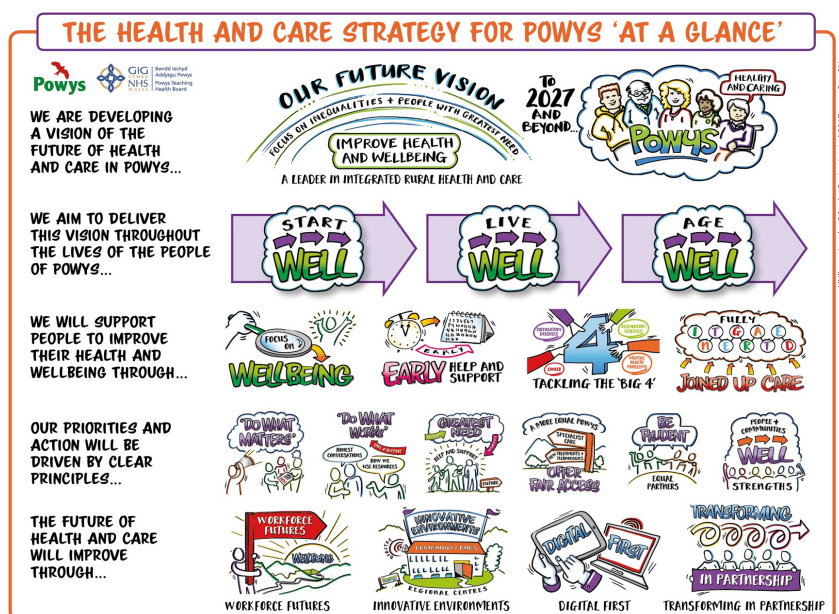 THE HEALTH AND CARE STRATEGY FOR POWYS 'AT A GLANCE'
Powys
GIG
CYMRU
NHS
WALES
Bwrdd Iechyd
Addysgu Powys
Powys Teaching
Health Board
WE ARE DEVELOPING
A VISION OF THE
FUTURE OF HEALTH
AND CARE IN POWYS...
OUR FUTURE VISION
FOCUS ON INEQUALITIES + PEOPLE WITH GREATEST NEED
IMPROVE HEALTH
AND WELLBEING
A LEADER IN INTEGRATED RURAL HEALTH AND CARE
TO
2027
AND
BEYOND...
HEALTHY
AND CARING
Powys
WE AIM TO DELIVER
THIS VISION THROUGHOUT
THE LIVES OF THE PEOPLE
OF POWYS...
START
WELL
LIVE
WELL
AGE
WELL
WE WILL SUPPORT
PEOPLE TO IMPROVE
THEIR HEALTH AND
WELLBEING THROUGH...
FOCUS
ON
WELLBEING
EARLY
EARLY HELP AND
SUPPORT
4
CIRCULATORY
DISEASES
RESPIRATORY
DISEASES
CANCER
MENTAL
HEALTH
PROBLEMS
TACKLING THE 'BIG 4'
FULLY
INTEGRATED
JOINED UP CARE
OUR PRIORITIES AND
ACTION WILL BE
DRIVEN BY CLEAR
PRINCIPLES...
"DO WHAT
MATTERS"
"DO WHAT
WORKS"
HONEST
CONVERSATIONS
HOW WE
USE RESOURCES
GREATEST
NEED
HELP AND SUPPORT
FUTURE
A MORE EQUAL POWYS
SPECIALIST
CARE
NEW TREATMENTS +
TECHNOLOGIES
OFFER
FAIR ACCESS
BE
PRUDENT
EQUAL
PARTNERS
PEOPLE +
COMMUNITIES
WELL
STRENGTHS
THE FUTURE OF
HEALTH AND CARE
WILL IMPROVE
THROUGH...
WORKFORCE
FUTURES
WELLBEING
WORKFORCE FUTURES
INNOVATIVE
ENVIRONMENTS
COMMUNITY HUBS
REGIONAL CENTRES
INNOVATIVE ENVIRONMENTS
DIGITAL
FIRST
DIGITAL FIRST
TRANSFORMING
IN PARTNERSHIP
TRANSFORMING IN PARTNERSHIP